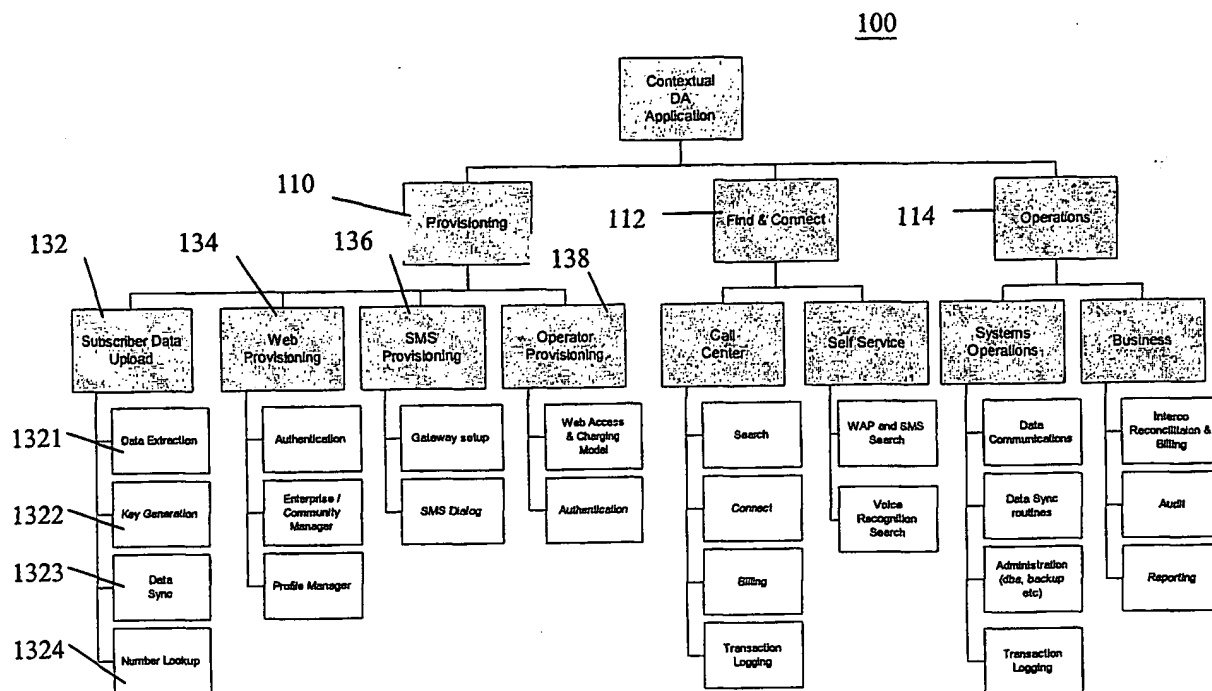 100
Contextual
DA
Application
110
Provisioning
112
Find & Connect
114
Operations
132
134
136
138
Subscriber Data
Upload
Web
Provisioning
SMS
Provisioning
Operator
Provisioning
Call
Center
Self Service
Systems
Operations
Business
1321
Data Extraction
Authentication
Gateway setup
Web Access
& Charging
Model
Search
WAP and SMS
Search
Data
Communications
Interco
Reconcilitaion &
Billing
1322
Key Generation
Enterprise /
Community
Manager
SMS Dialog
Authentication
Connect
Voice
Recognition
Search
Data Sync
routines
Audit
1323
Data
Sync
Profile Manager
Billing
Administration
(dba, backup
etc)
Reporting
1324
Number Lookup
Transaction
Logging
Transaction
Logging